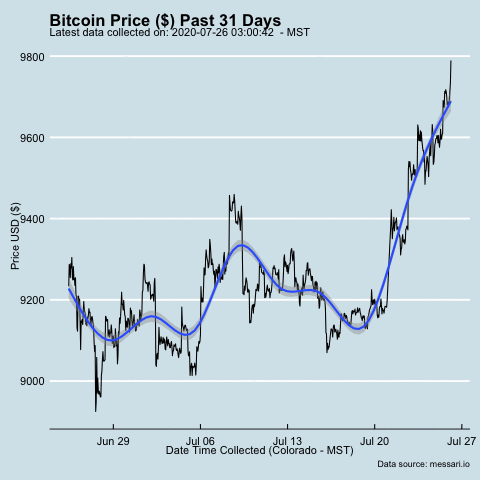 Bitcoin Price ($) Past 31 Days
Latest data collected on: 2020-07-26 03:00:42  - MST
Price USD ($)
9800
9600
9400
9200
9000
Jun 29 Jul 06 Jul 13 Jul 20 Jul 27
Date Time Collected (Colorado - MST)
Data source: messari.io